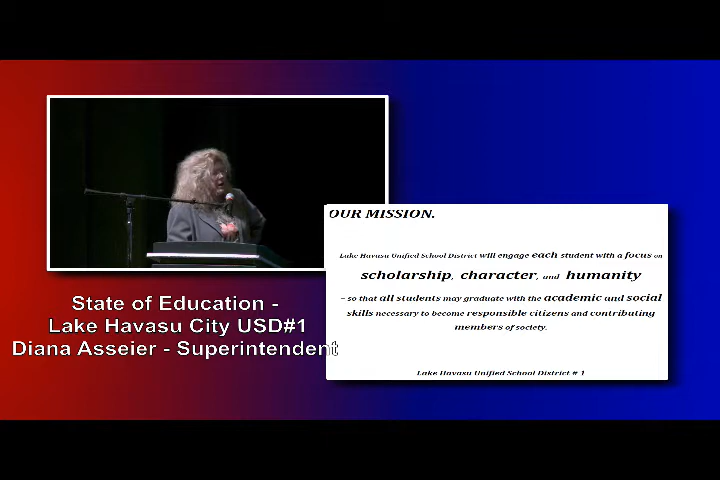 State of Education -
Lake Havasu City USD#1
Diana Asseier - Superintendent
OUR MISSION.
Lake Havasu Unified School District will engage each student with a focus on
scholarship, character, and humanity
– so that all students may graduate with the academic and social
skills necessary to become responsible citizens and contributing
members of society.
Lake Havasu Unified School District # 1